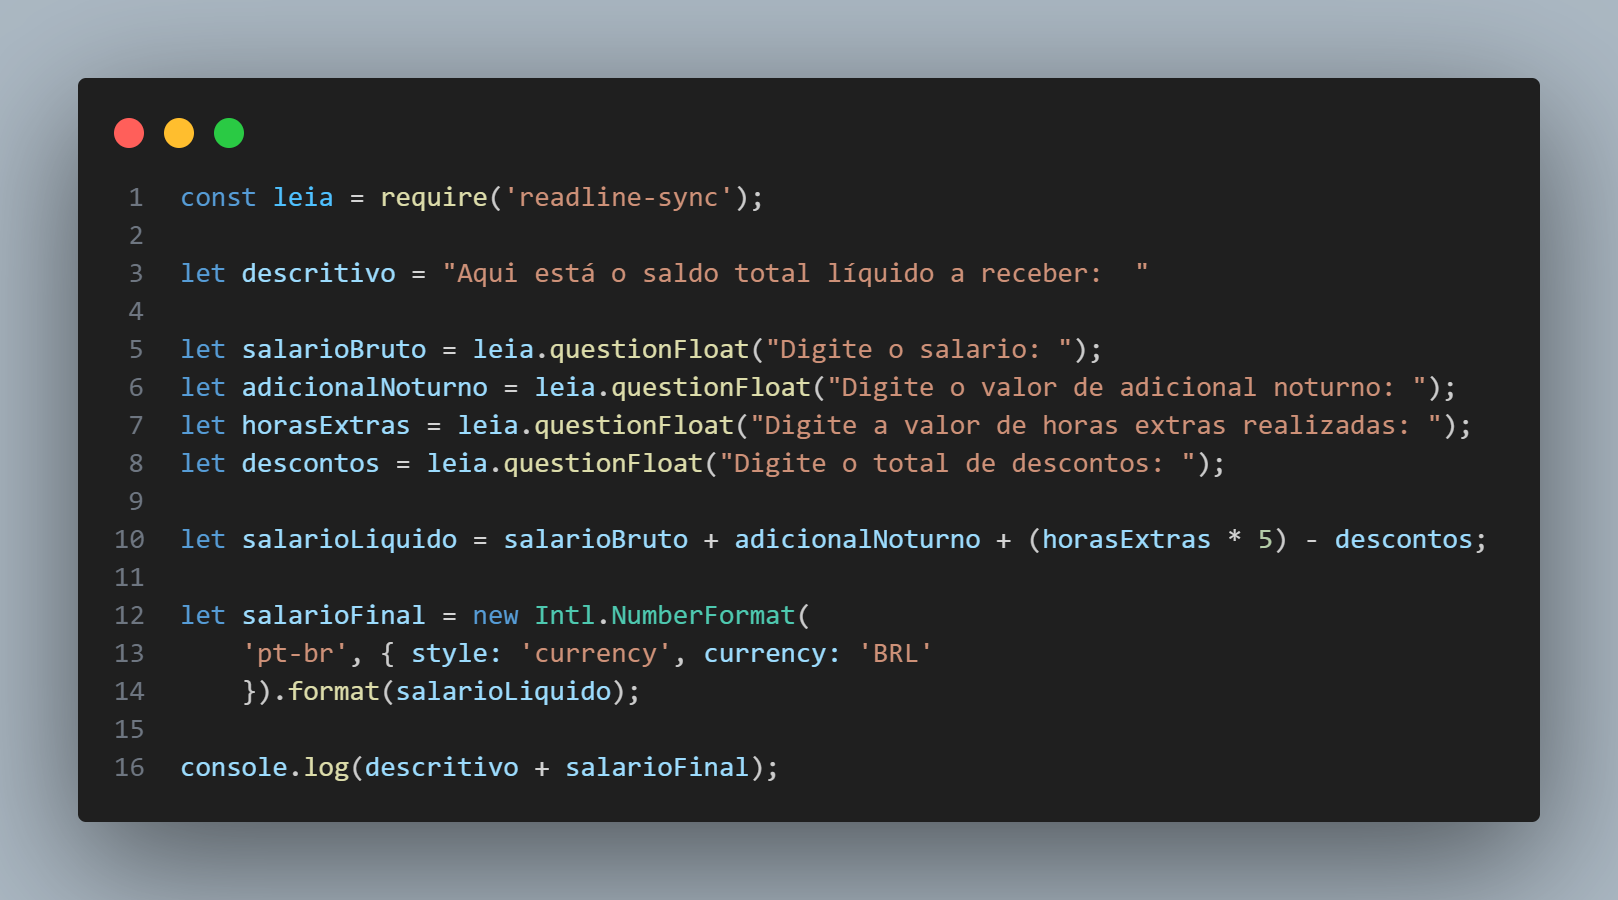 1 const leia = require('readline-sync');
2
3 let descritivo = "Aqui está o saldo total líquido a receber:  "
4
5 let salarioBruto = leia.questionFloat("Digite o salario: ");
6 let adicionalNoturno = leia.questionFloat("Digite o valor de adicional noturno: ");
7 let horasExtras = leia.questionFloat("Digite a valor de horas extras realizadas: ");
8 let descontos = leia.questionFloat("Digite o total de descontos: ");
9
10 let salarioLiquido = salarioBruto + adicionalNoturno + (horasExtras * 5) - descontos;
11
12 let salarioFinal = new Intl.NumberFormat(
13     'pt-br', { style: 'currency', currency: 'BRL'
14     }).format(salarioLiquido);
15
16 console.log(descritivo + salarioFinal);